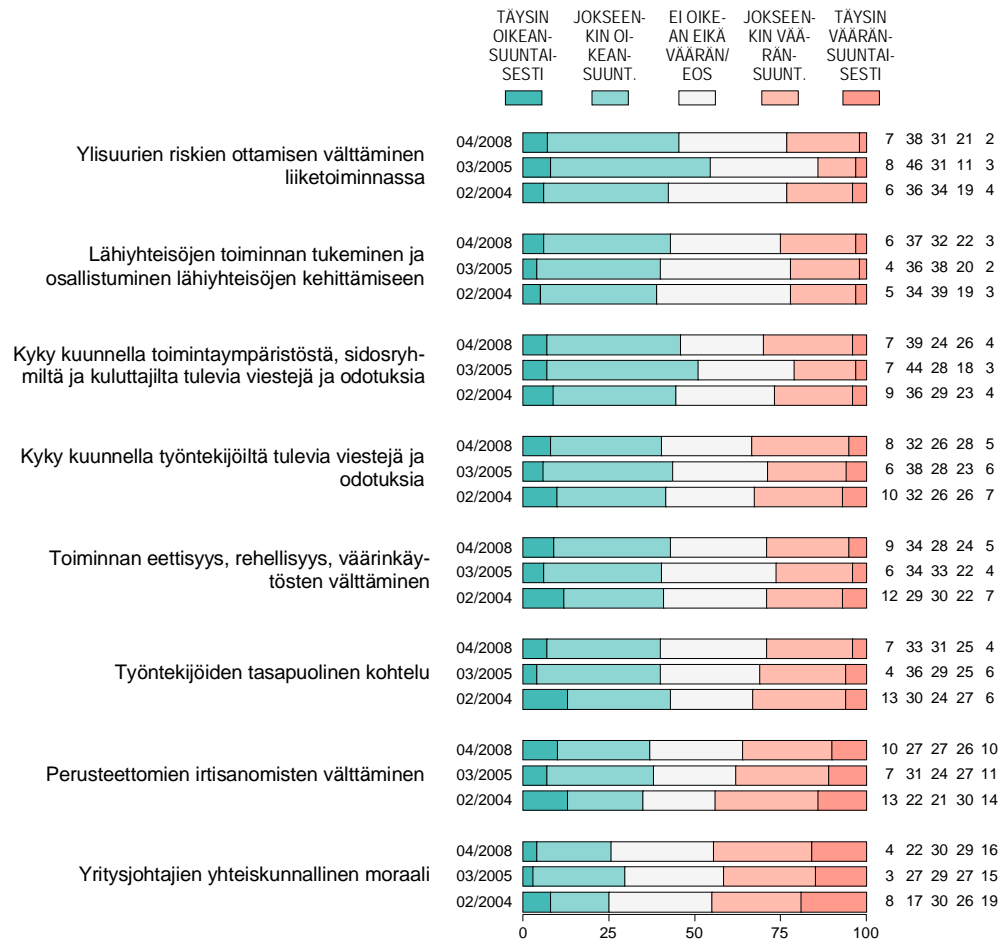 TÄYSIN OIKEAN- SUUNTAI- SESTI
JOKSEEN- KIN OI- KEAN- SUUNT.
EI OIKE- AN EIKÄ VÄÄRÄN/ EOS
JOKSEEN- KIN VÄÄ- RÄN- SUUNT.
TÄYSIN VÄÄRÄN- SUUNTAI- SESTI
Ylisuurien riskien ottamisen välttäminen
liiketoiminnassa
04/2008 7 38 31 21 2
03/2005 8 46 31 11 3
02/2004 6 36 34 19 4
Lähiyhteisöjen toiminnan tukeminen ja
osallistuminen lähiyhteisöjen kehittämiseen
04/2008 6 37 32 22 3
03/2005 4 36 38 20 2
02/2004 5 34 39 19 3
Kyky kuunnella toimintaympäristöstä, sidosryh-
miltä ja kuluttajilta tulevia viestejä ja odotuksia
04/2008 7 39 24 26 4
03/2005 7 44 28 18 3
02/2004 9 36 29 23 4
Kyky kuunnella työntekijöiltä tulevia viestejä ja
odotuksia
04/2008 8 32 26 28 5
03/2005 6 38 28 23 6
02/2004 10 32 26 26 7
Toiminnan eettisyys, rehellisyys, väärinkäy-
tösten välttäminen
04/2008 9 34 28 24 5
03/2005 6 34 33 22 4
02/2004 12 29 30 22 7
Työntekijöiden tasapuolinen kohtelu
04/2008 7 33 31 25 4
03/2005 4 36 29 25 6
02/2004 13 30 24 27 6
Perusteettomien irtisanomisten välttäminen
04/2008 10 27 27 26 10
03/2005 7 31 24 27 11
02/2004 13 22 21 30 14
Yritysjohtajien yhteiskunnallinen moraali
04/2008 4 22 30 29 16
03/2005 3 27 29 27 15
02/2004 8 17 30 26 19
0 25 50 75 100